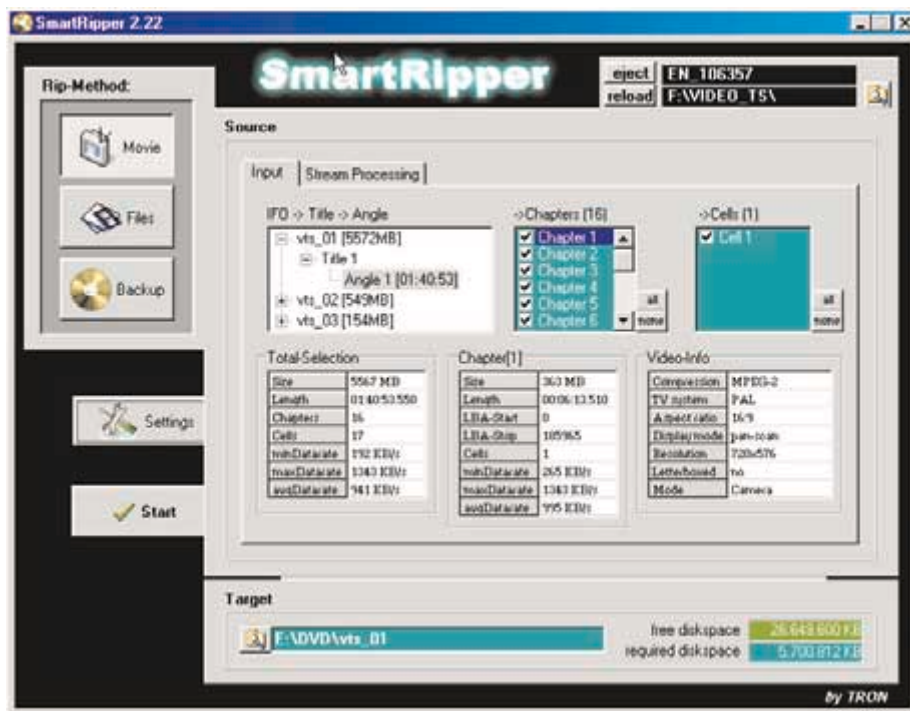 SmartRipper 2.22
SmartRipper
eject EN_106357
reload F:\VIDEO_TS\
Rip-Method:
Movie
Files
Backup
Settings
Start
Source
Input Stream Processing
IFO -> Title -> Angle
vts_01 [5572MB]
Title 1
Angle 1 [01:40:53]
vts_02 [549MB]
vts_03 [154MB]
->Chapters (16)
Chapter 1
Chapter 2
Chapter 3
Chapter 4
Chapter 5
Chapter 6
all
none
->Cells (1)
Cell 1
all
none
Total-Selection
Size 5567 MB
Length 01:40:53.550
Chapters 16
Cells 17
minDatarate 192 KB/s
maxDatarate 1343 KB/s
avgDatarate 941 KB/s
Chapter[1]
Size 363 MB
Length 00:06:13.510
LBA-Start 0
LBA-Stop 185965
Cells 1
minDatarate 265 KB/s
maxDatarate 1343 KB/s
avgDatarate 995 KB/s
Video-Info
Compression MPEG-2
TV system PAL
Aspect ratio 16:9
Display mode pan-scan
Resolution 720x576
Letterboxed no
Mode Camera
Target
F:\DVD\vts_01
free diskspace
required diskspace 5.700.812 KB
by TRON